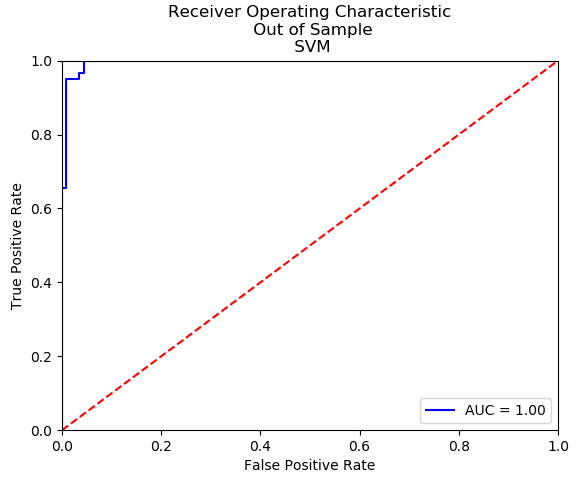 Receiver Operating Characteristic
Out of Sample
SVM
True Positive Rate
1.0
0.8
0.6
0.4
0.2
0.0
AUC = 1.00
0.0 0.2 0.4 0.6 0.8 1.0
False Positive Rate